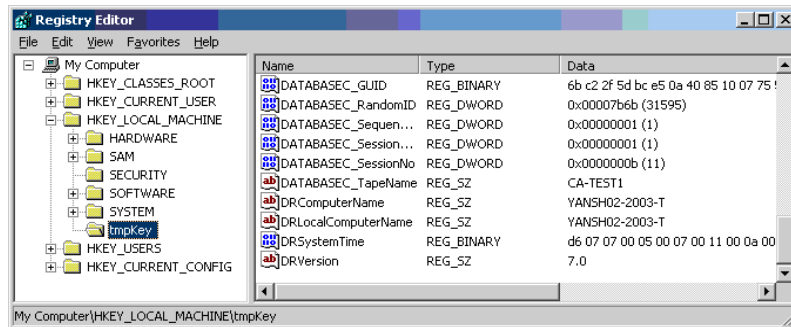 Registry Editor
File Edit View Favorites Help
My Computer
HKEY_CLASSES_ROOT
HKEY_CURRENT_USER
HKEY_LOCAL_MACHINE
HARDWARE
SAM
SECURITY
SOFTWARE
SYSTEM
tmpKey
HKEY_USERS
HKEY_CURRENT_CONFIG
Name Type Data
DATABASEC_GUID REG_BINARY 6b c2 2f 5d bc e5 0a 40 85 10 07 75
DATABASEC_RandomID REG_DWORD 0x00007b6b (31595)
DATABASEC_Sequen... REG_DWORD 0x00000001 (1)
DATABASEC_Session... REG_DWORD 0x00000001 (1)
DATABASEC_SessionNo REG_DWORD 0x0000000b (11)
DATABASEC_TapeName REG_SZ CA-TEST1
DRComputerName REG_SZ YANSH02-2003-T
DRLocalComputerName REG_SZ YANSH02-2003-T
DRSystemTime REG_BINARY d6 07 07 00 05 00 07 00 11 00 0a 00
DRVersion REG_SZ 7.0
My Computer\HKEY_LOCAL_MACHINE\tmpKey